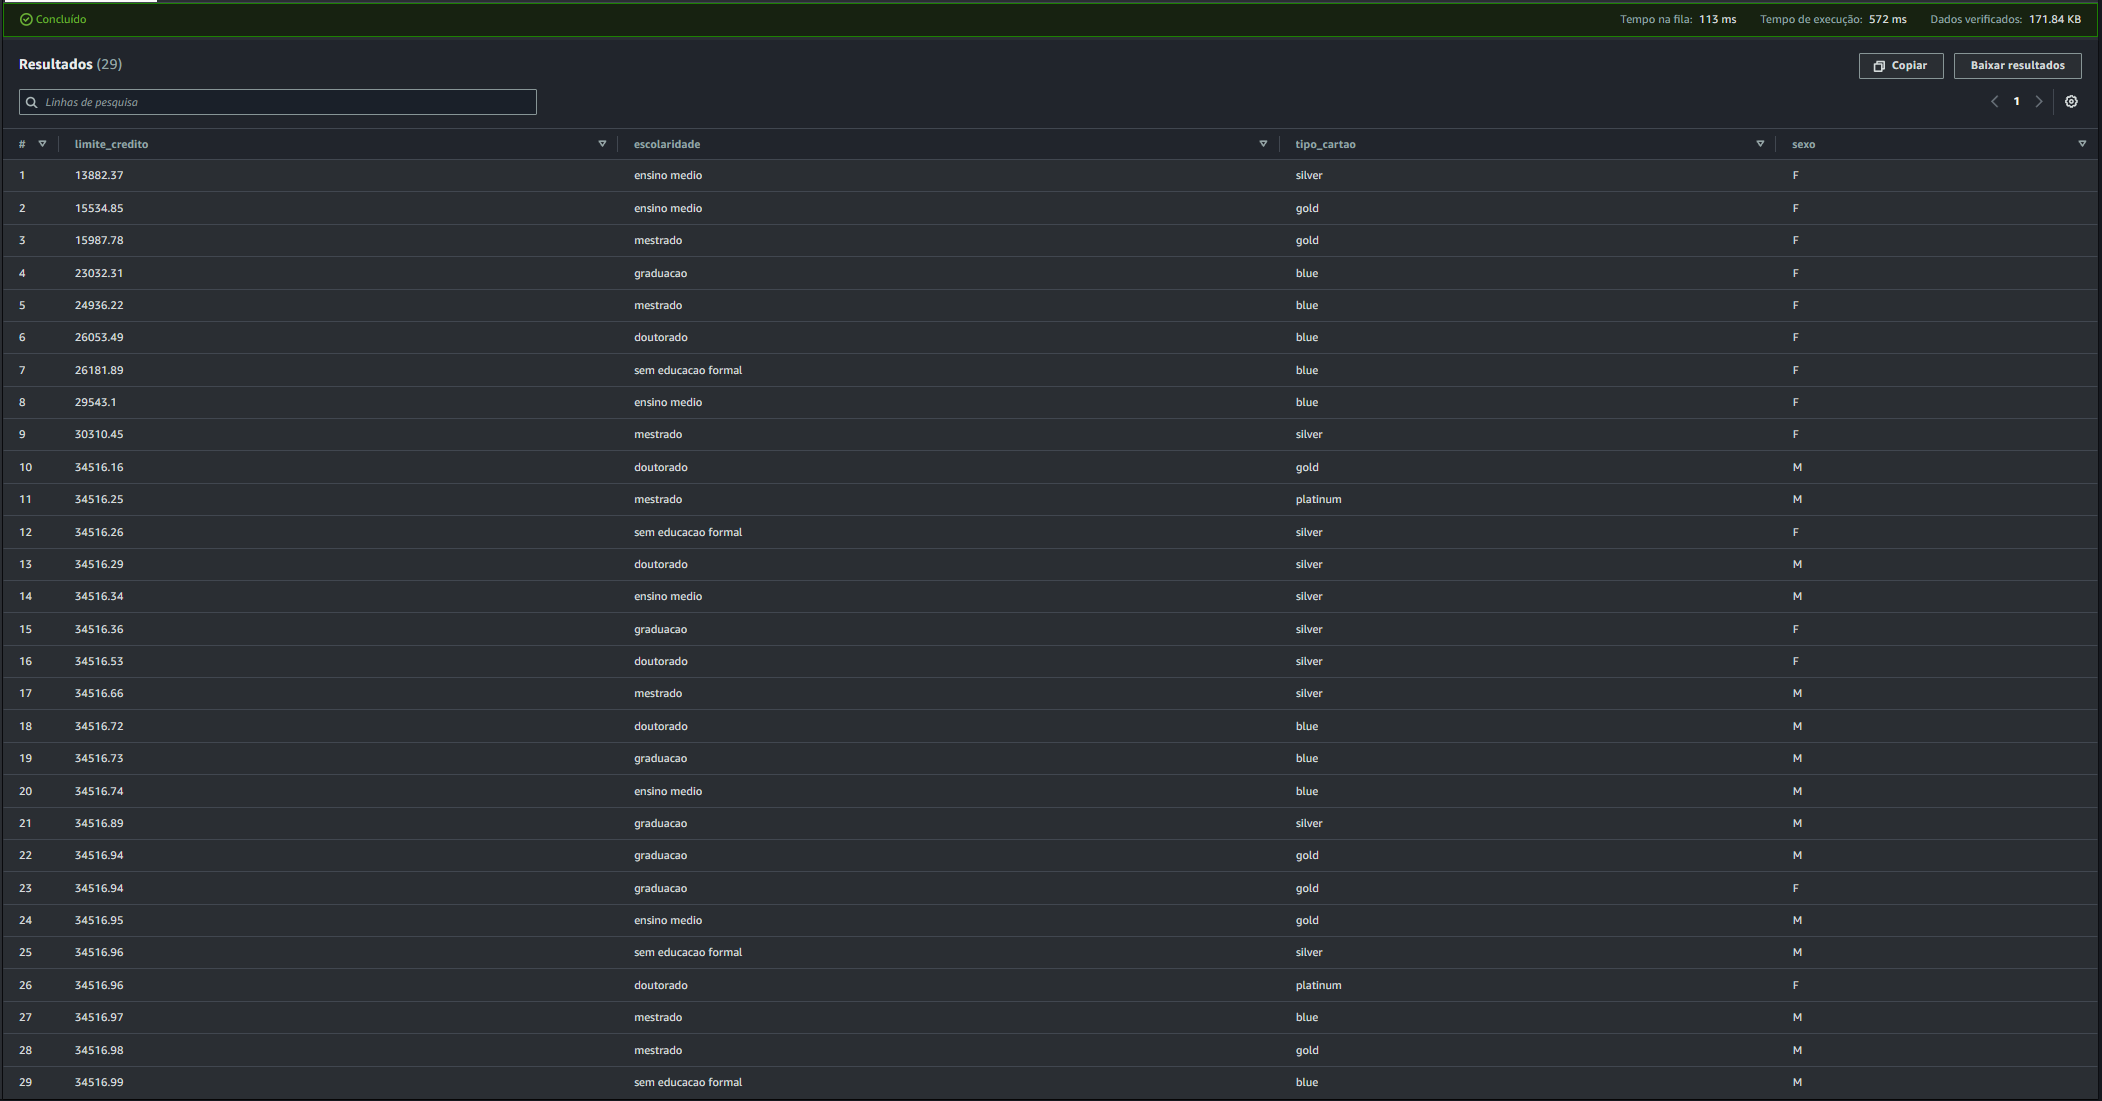 Concluído Tempo na fila: 113 ms Tempo de execução: 572 ms Dados verificados: 171.84 KB
Resultados (29) Copiar Baixar resultados
Linhas de pesquisa 1
# limite_credito escolaridade tipo_cartao sexo
1 13882.37 ensino medio silver F
2 15534.85 ensino medio gold F
3 15987.78 mestrado gold F
4 23032.31 graduacao blue F
5 24936.22 mestrado blue F
6 26053.49 doutorado blue F
7 26181.89 sem educacao formal blue F
8 29543.1 ensino medio blue F
9 30310.45 mestrado silver F
10 34516.16 doutorado gold M
11 34516.25 mestrado platinum M
12 34516.26 sem educacao formal silver F
13 34516.29 doutorado silver M
14 34516.34 ensino medio silver M
15 34516.36 graduacao silver F
16 34516.53 doutorado silver F
17 34516.66 mestrado silver M
18 34516.72 doutorado blue M
19 34516.73 graduacao blue M
20 34516.74 ensino medio blue M
21 34516.89 graduacao silver M
22 34516.94 graduacao gold M
23 34516.94 graduacao gold F
24 34516.95 ensino medio gold M
25 34516.96 sem educacao formal silver M
26 34516.96 doutorado platinum F
27 34516.97 mestrado blue M
28 34516.98 mestrado gold M
29 34516.99 sem educacao formal blue M